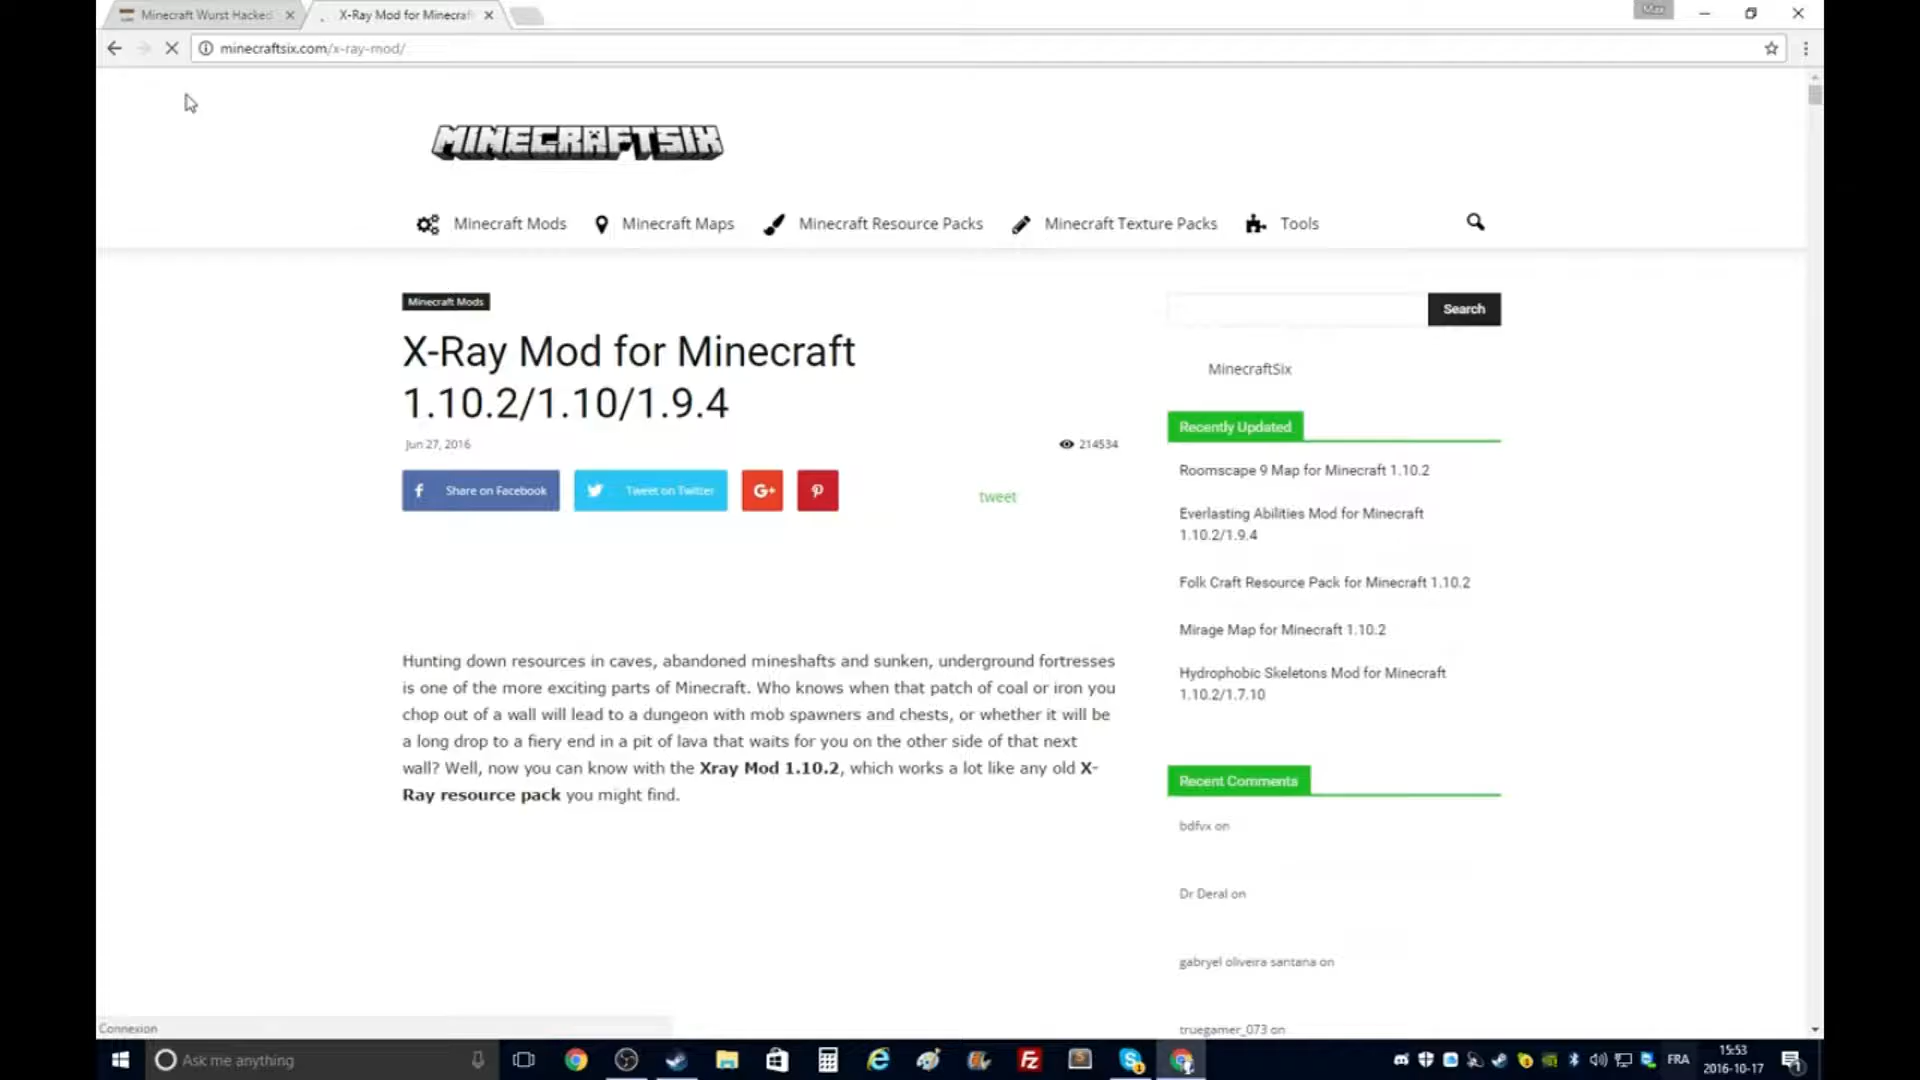 Minecraft Wurst Hacked
X-Ray Mod for Minecraft
Max
minecraftsix.com/x-ray-mod/
MINECRAFTSIX
Minecraft Mods
Minecraft Maps
Minecraft Resource Packs
Minecraft Texture Packs
Tools
Minecraft Mods
X-Ray Mod for Minecraft
1.10.2/1.10/1.9.4
Jun 27, 2016
214534
Share on Facebook
Tweet on Twitter
G+
tweet
Hunting down resources in caves, abandoned mineshafts and sunken, underground fortresses
is one of the more exciting parts of Minecraft. Who knows when that patch of coal or iron you
chop out of a wall will lead to a dungeon with mob spawners and chests, or whether it will be
a long drop to a fiery end in a pit of lava that waits for you on the other side of that next
wall? Well, now you can know with the Xray Mod 1.10.2, which works a lot like any old X-
Ray resource pack you might find.
Search
MinecraftSix
Recently Updated
Roomscape 9 Map for Minecraft 1.10.2
Everlasting Abilities Mod for Minecraft
1.10.2/1.9.4
Folk Craft Resource Pack for Minecraft 1.10.2
Mirage Map for Minecraft 1.10.2
Hydrophobic Skeletons Mod for Minecraft
1.10.2/1.7.10
Recent Comments
bdfvx on
Dr Deral on
gabryel oliveira santana on
truegamer_073 on
Connexion
Ask me anything
FRA
15:53
2016-10-17